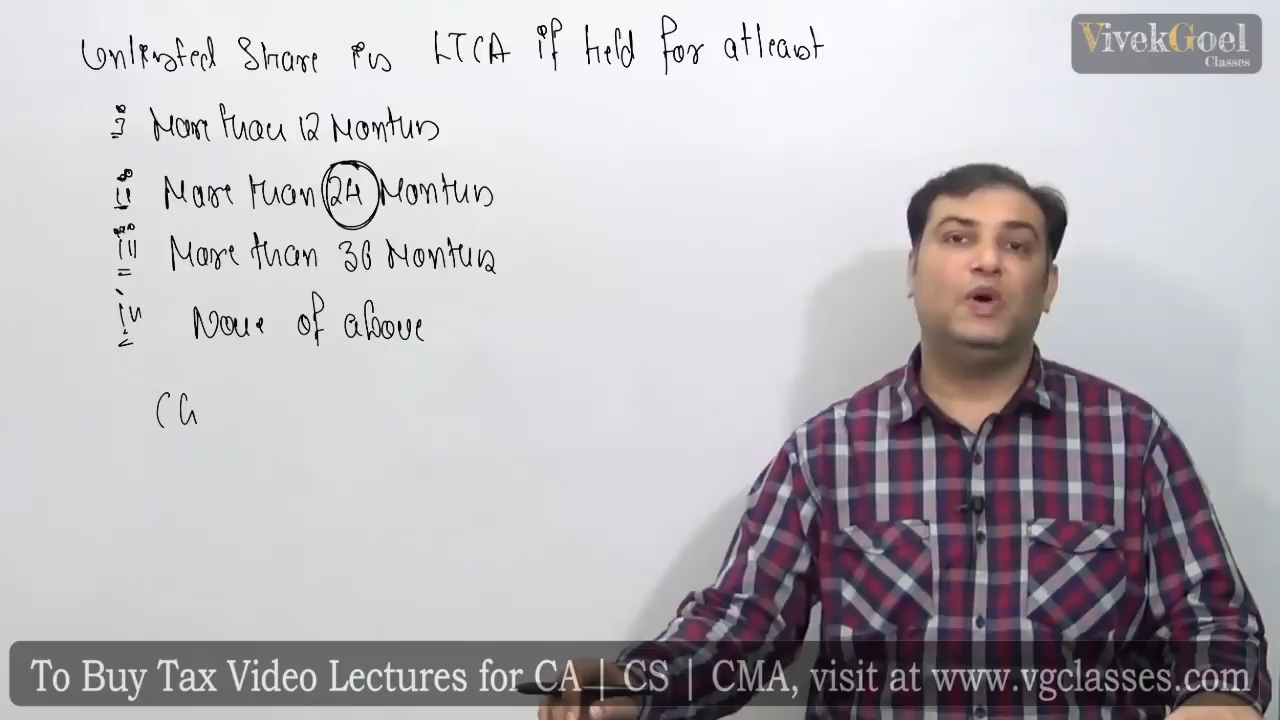 Unlisted Share is LTCA if held for atleast
VivekGoel
Classes
i More than 12 Months
ii More than 24 Months
iii More than 36 Months
iv None of above
CG
To Buy Tax Video Lectures for CA | CS | CMA, visit at www.vgclasses.com